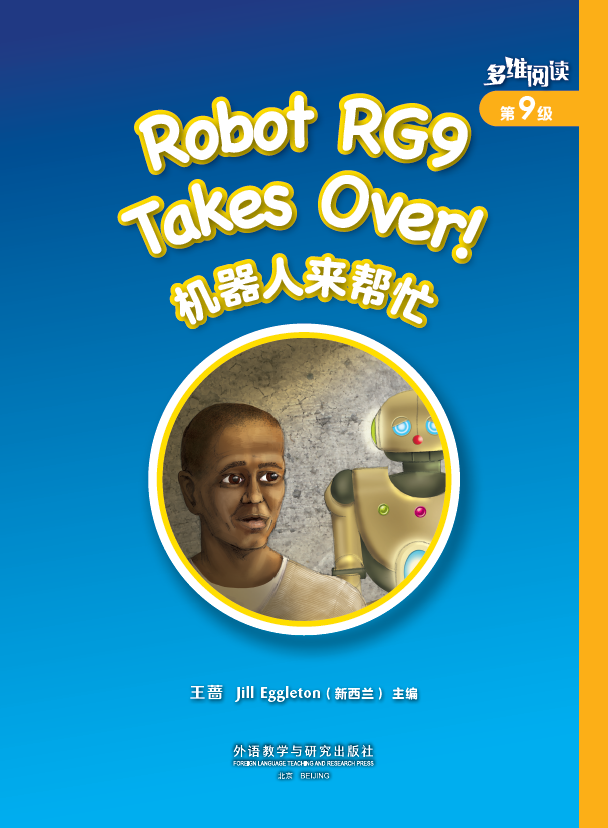 多维阅读
第9级
Robot RG9
Takes Over!
机器人来帮忙
王蔷 Jill Eggleton（新西兰）主编
外语教学与研究出版社
FOREIGN LANGUAGE TEACHING AND RESEARCH PRESS
北京 BEIJING